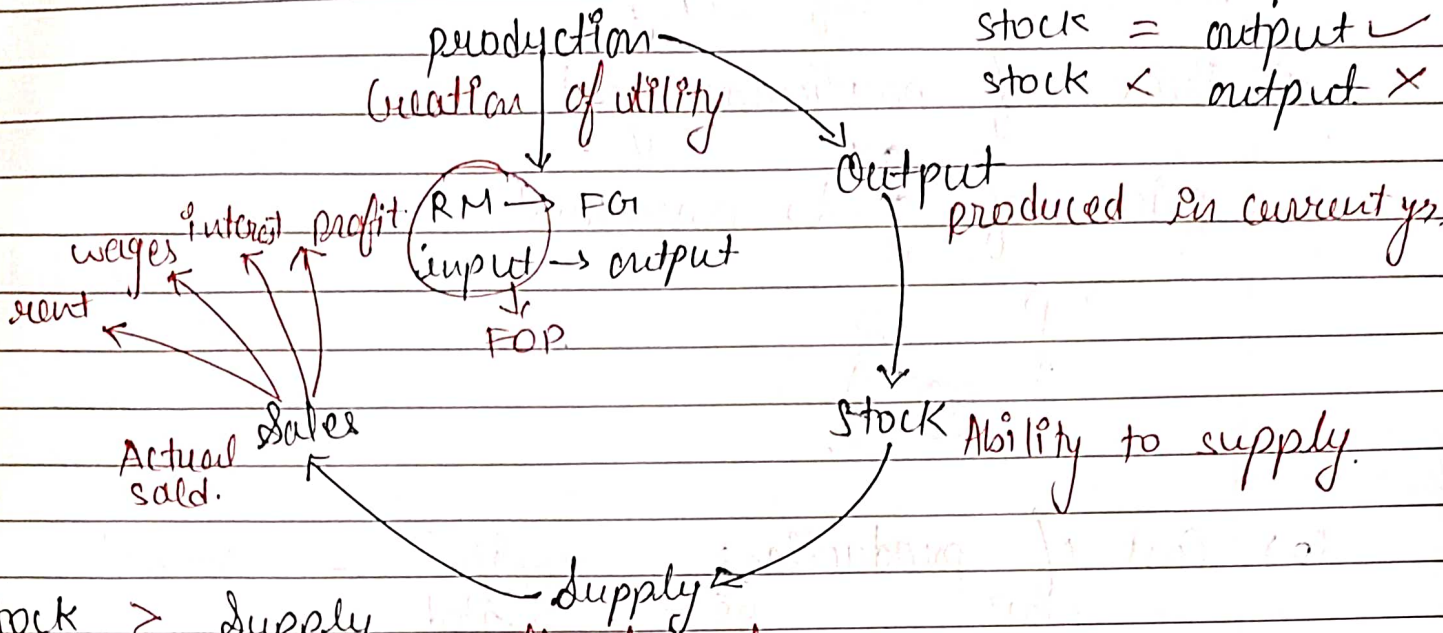 production
Creation of utility
stock = output ✓
stock < output ✗
Output
produced in current yr.
RM → FG
input → output
FOP.
rent
wages
interest
profit
Sales
Actual
sald.
Stock
Ability to supply.
Supply
ock > Supply